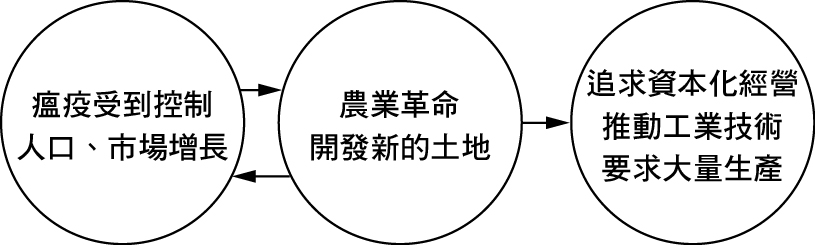 瘟疫受到控制
人口、市場增長
農業革命
開發新的土地
追求資本化經營
推動工業技術
要求大量生產